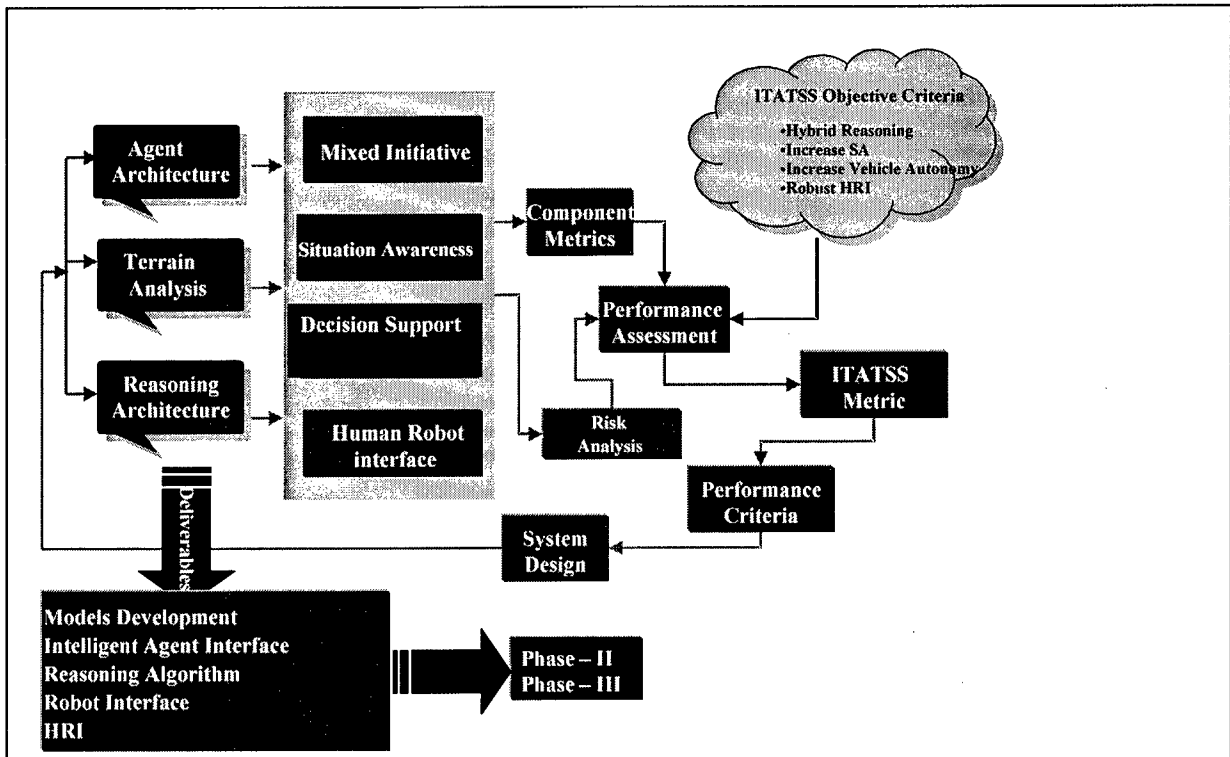 ITATSS Objective Criteria
•Hybrid Reasoning
•Increase SA
•Increase Vehicle Autonomy
•Robust HRI
Agent
Architecture
Terrain
Analysis
Reasoning
Architecture
Mixed Initiative
Situation Awareness
Decision Support
Human Robot
interface
Component
Metrics
Performance
Assessment
Risk
Analysis
ITATSS
Metric
Performance
Criteria
System
Design
Deliverables
Models Development
Intelligent Agent Interface
Reasoning Algorithm
Robot Interface
HRI
Phase – II
Phase – III